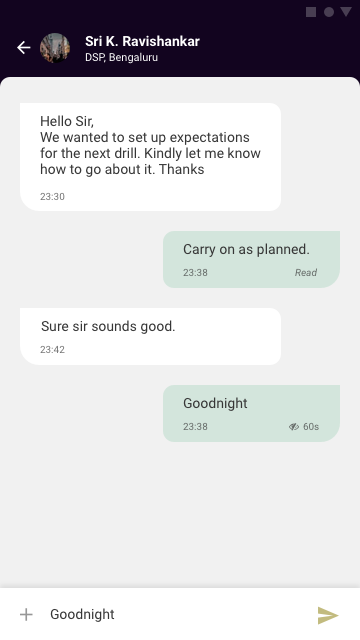 Sri K. Ravishankar
DSP, Bengaluru
Hello Sir,
We wanted to set up expectations
for the next drill. Kindly let me know
how to go about it. Thanks
23:30
Carry on as planned.
23:38 Read
Sure sir sounds good.
23:42
Goodnight
23:38 60s
Goodnight